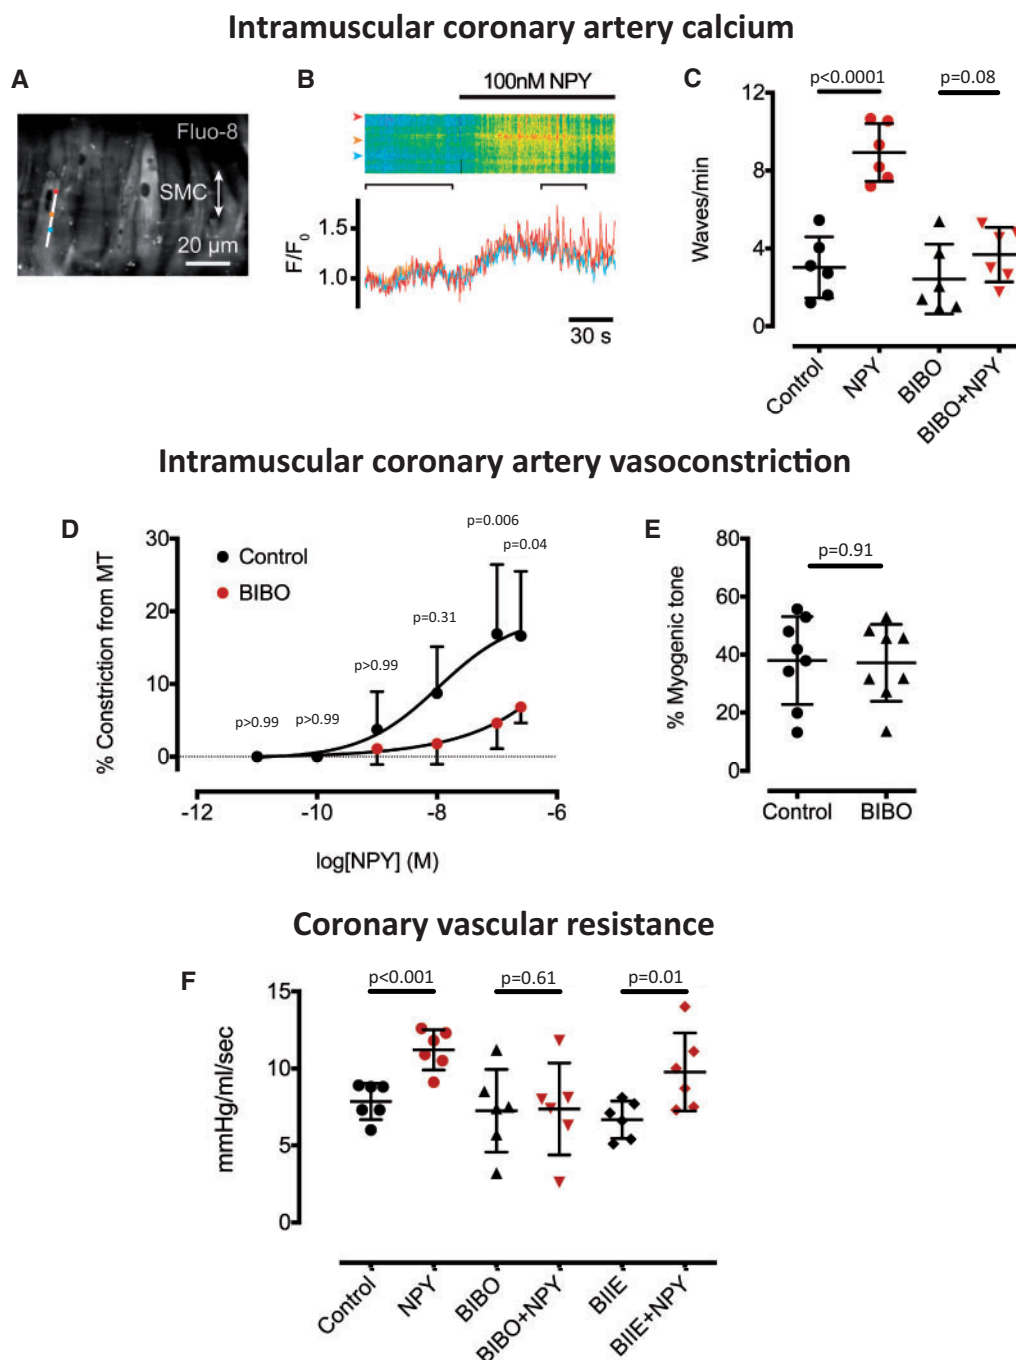 Intramuscular coronary artery calcium
A
Fluo-8
SMC
20 µm
B
100nM NPY
F/F0
1.5
1.0
30 s
C
p<0.0001
p=0.08
Waves/min
12
8
4
0
Control
NPY
BIBO
BIBO+NPY
Intramuscular coronary artery vasoconstriction
D
% Constriction from MT
30
20
10
0
Control
BIBO
p>0.99
p>0.99
p>0.99
p=0.31
p=0.006
p=0.04
-12
-10
-8
-6
log[NPY] (M)
E
p=0.91
% Myogenic tone
80
60
40
20
0
Control
BIBO
Coronary vascular resistance
F
p<0.001
p=0.61
p=0.01
mmHg/ml/sec
15
10
5
0
Control
NPY
BIBO
BIBO+NPY
BIIE
BIIE+NPY